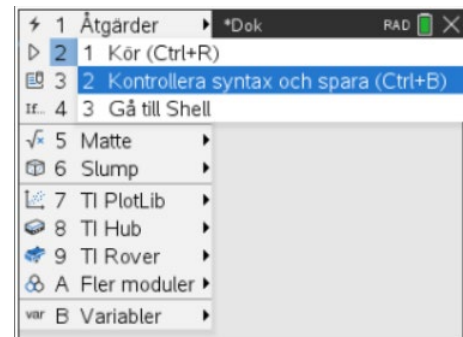 1 Åtgärder *Dok RAD
2 1 Kör (Ctrl+R)
3 2 Kontrollera syntax och spara (Ctrl+B)
If... 4 3 Gå till Shell
5 Matte
6 Slump
7 TI PlotLib
8 TI Hub
9 TI Rover
A Fler moduler
var B Variabler